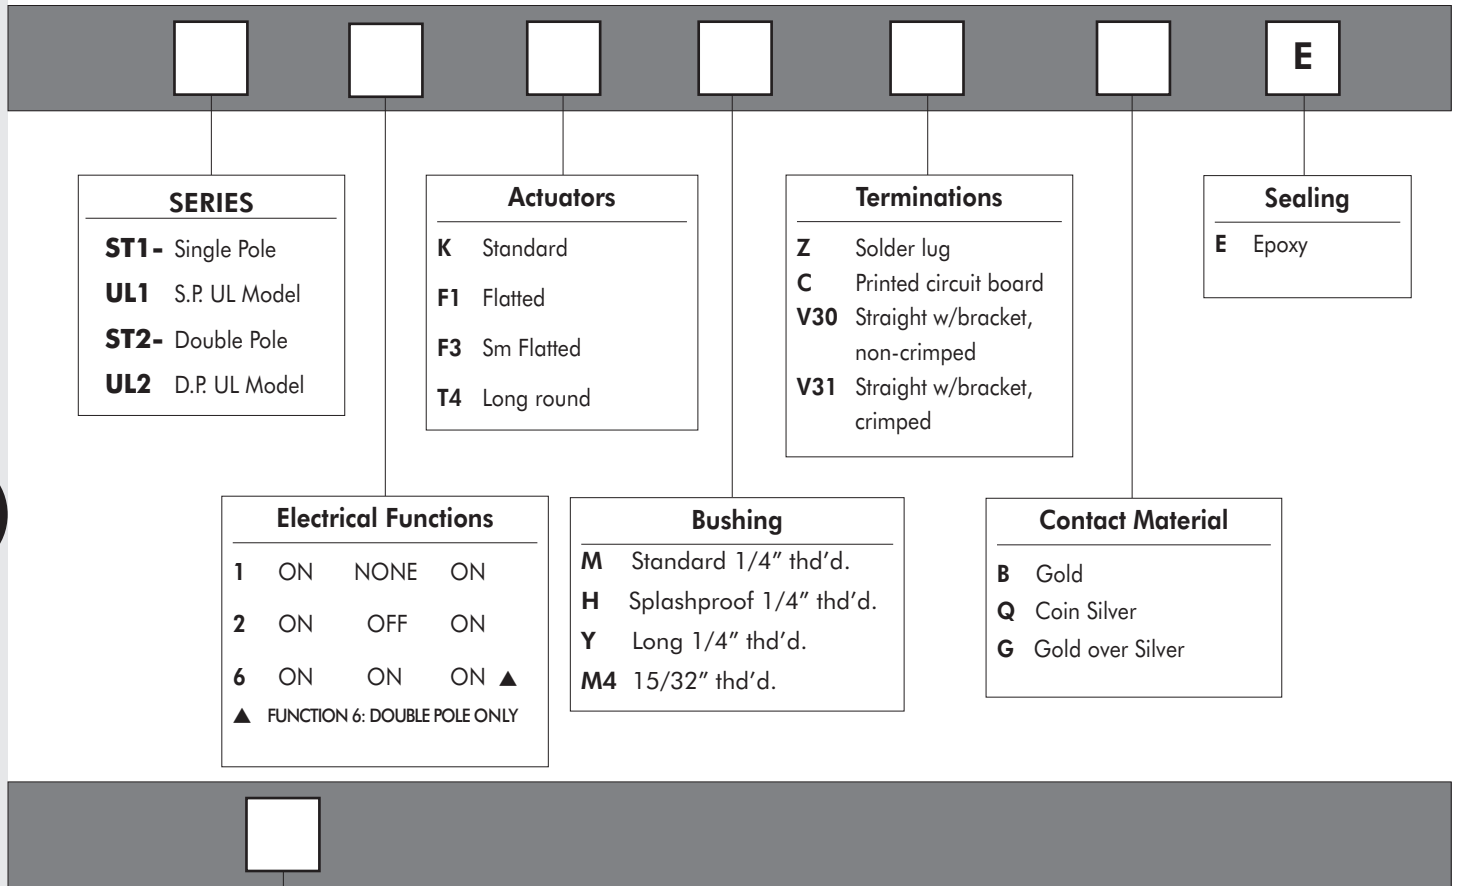 E
SERIES
ST1- Single Pole
UL1 S.P. UL Model
ST2- Double Pole
UL2 D.P. UL Model
Actuators
K Standard
F1 Flatted
F3 Sm Flatted
T4 Long round
Terminations
Z Solder lug
C Printed circuit board
V30 Straight w/bracket,
non-crimped
V31 Straight w/bracket,
crimped
Sealing
E Epoxy
Electrical Functions
1 ON NONE ON
2 ON OFF ON
6 ON ON ON ▲
▲ FUNCTION 6: DOUBLE POLE ONLY
Bushing
M Standard 1/4” thd’d.
H Splashproof 1/4” thd’d.
Y Long 1/4” thd’d.
M4 15/32” thd’d.
Contact Material
B Gold
Q Coin Silver
G Gold over Silver